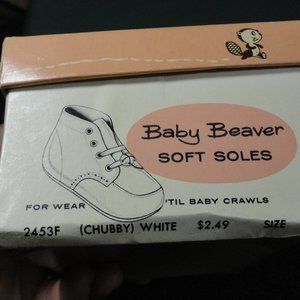 Baby Beaver
SOFT SOLES
FOR WEAR 'TIL BABY CRAWLS
2453F (CHUBBY) WHITE $2.49 SIZE